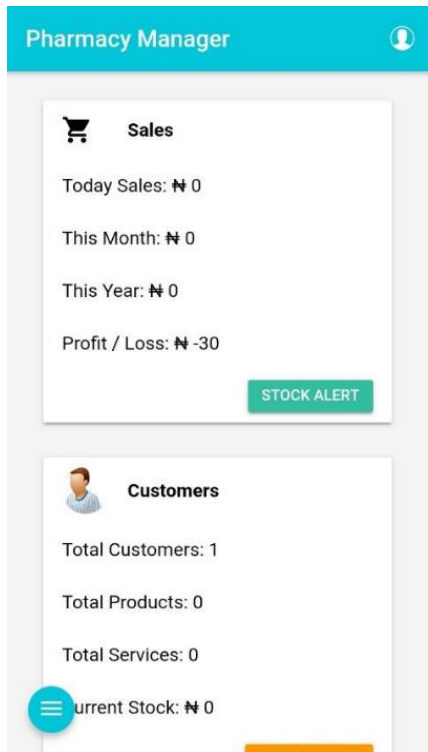 Pharmacy Manager
Sales
Today Sales: ₦ 0
This Month: ₦ 0
This Year: ₦ 0
Profit / Loss: ₦ -30
STOCK ALERT
Customers
Total Customers: 1
Total Products: 0
Total Services: 0
urrent Stock: ₦ 0